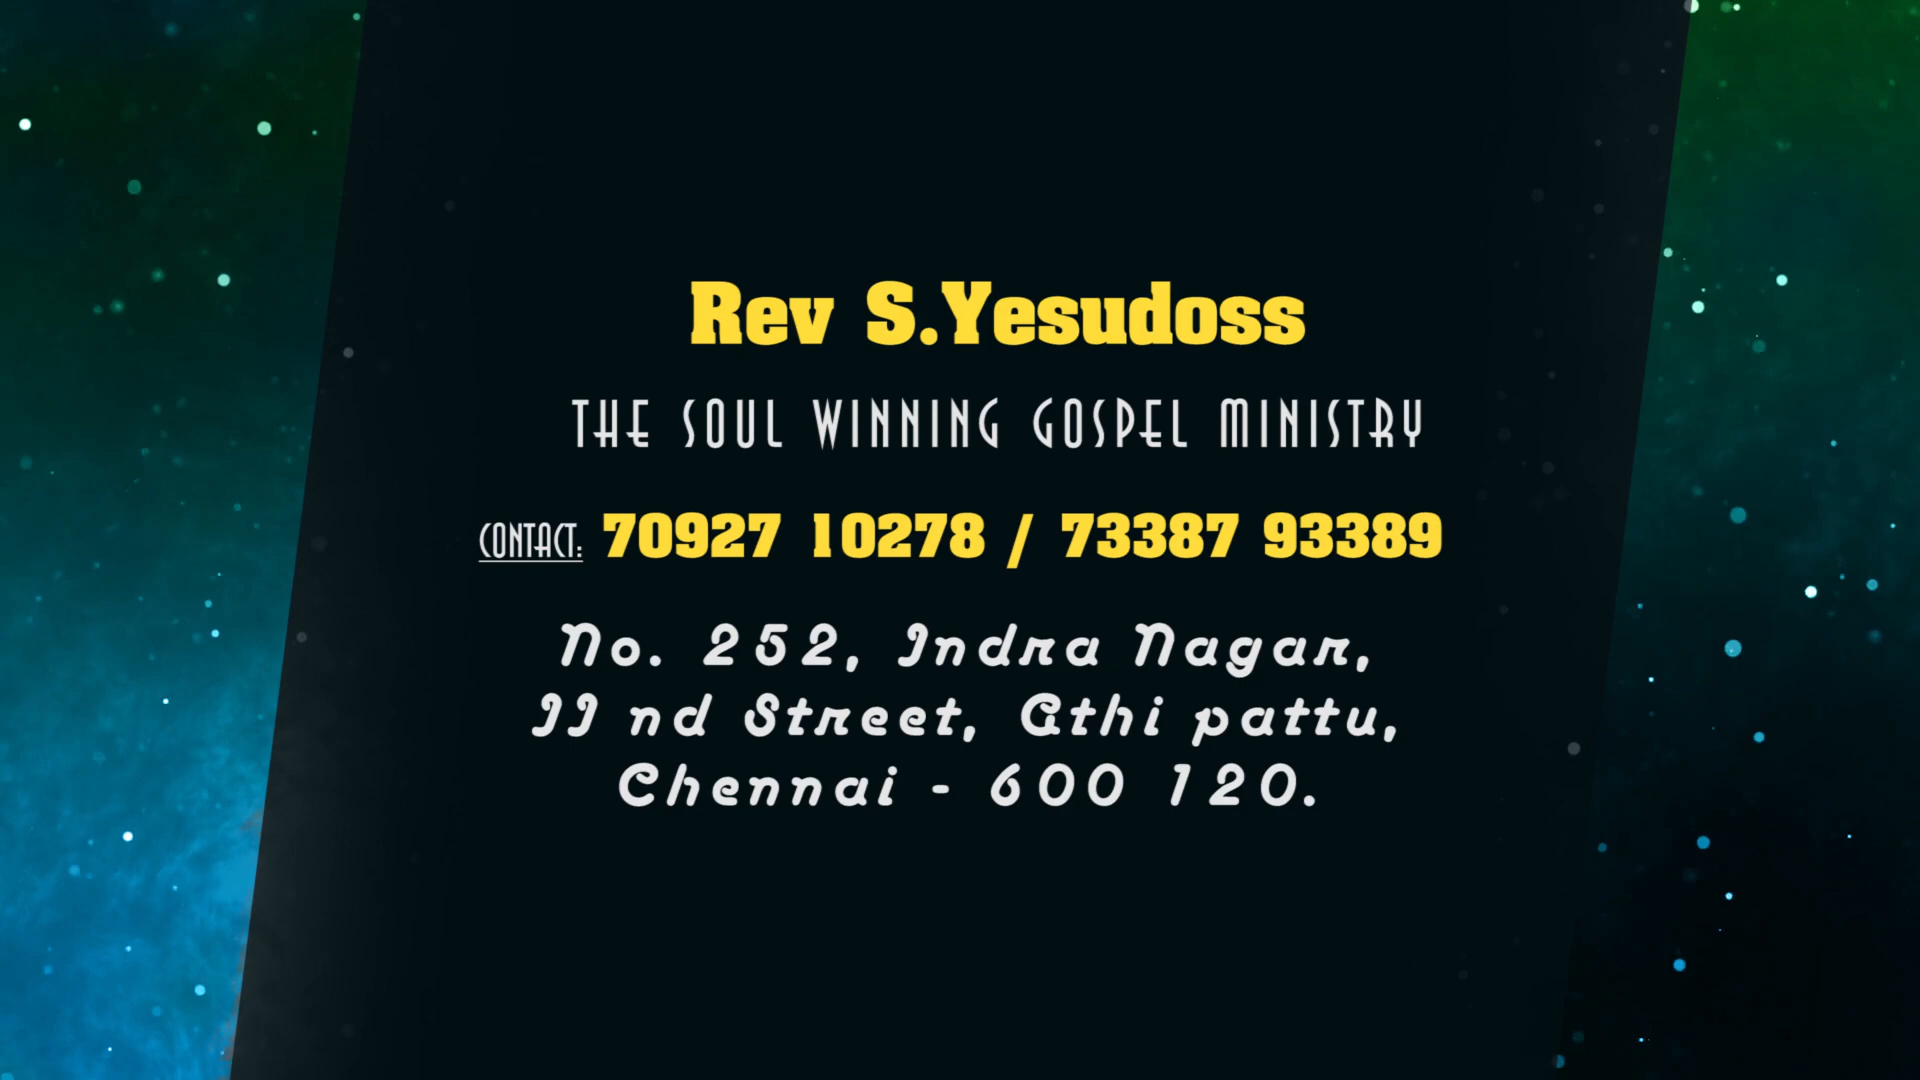 Rev S.Yesudoss
THE SOUL WINNING GOSPEL MINISTRY
CONTACT: 70927 10278 / 73387 93389
No. 252, Indra Nagar,
II nd Street, Athi pattu,
Chennai - 600 120.